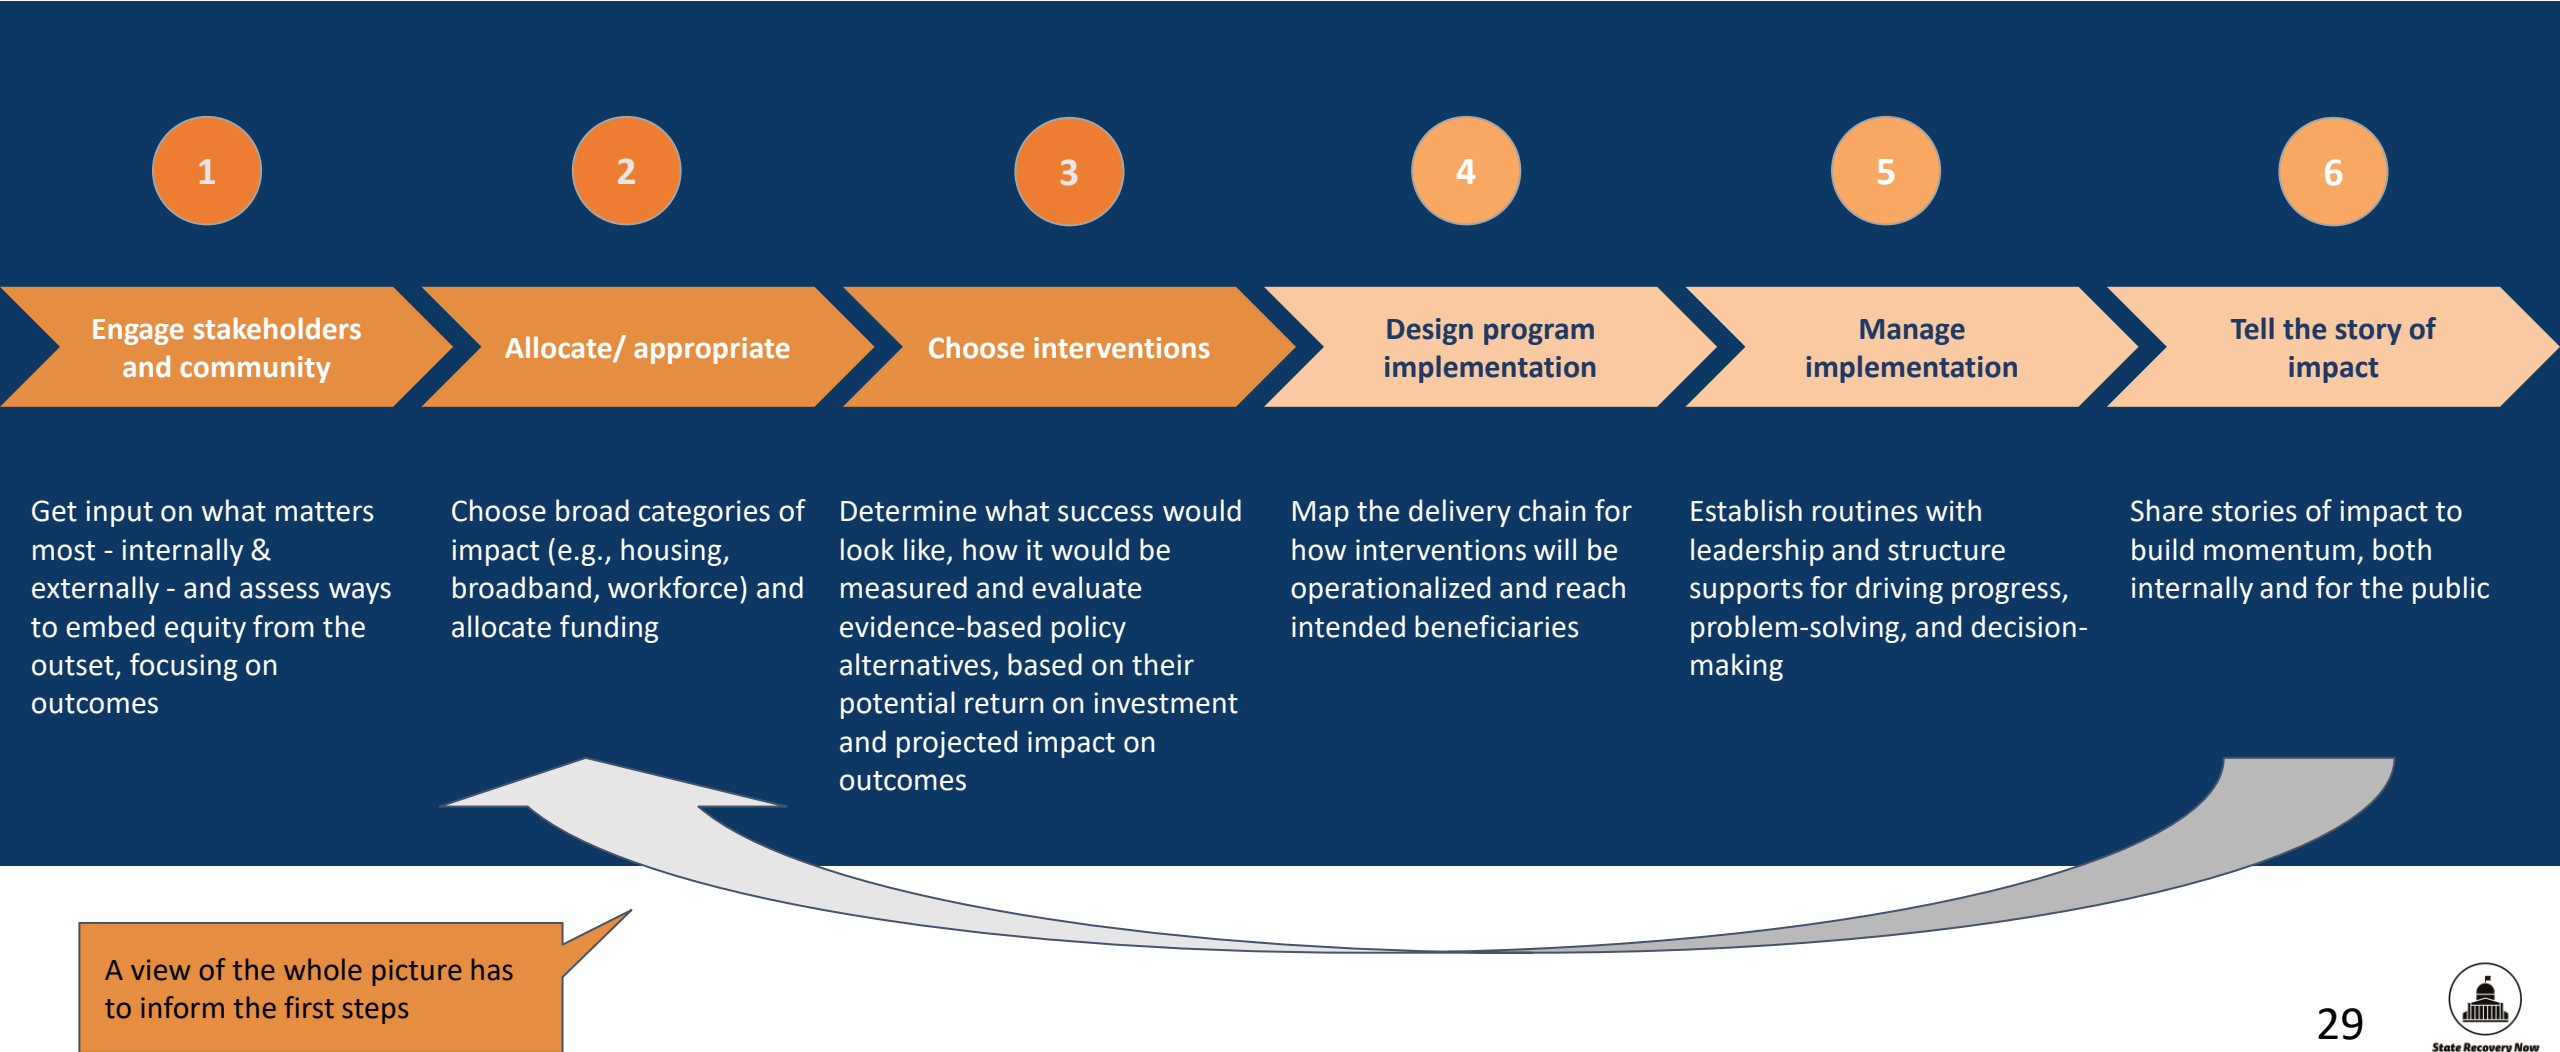 1
2
3
4
5
6
Engage stakeholders
and community
Allocate/ appropriate
Choose interventions
Design program
implementation
Manage
implementation
Tell the story of
impact
Get input on what matters
most - internally &
externally - and assess ways
to embed equity from the
outset, focusing on
outcomes
Choose broad categories of
impact (e.g., housing,
broadband, workforce) and
allocate funding
Determine what success would
look like, how it would be
measured and evaluate
evidence-based policy
alternatives, based on their
potential return on investment
and projected impact on
outcomes
Map the delivery chain for
how interventions will be
operationalized and reach
intended beneficiaries
Establish routines with
leadership and structure
supports for driving progress,
problem-solving, and decision-
making
Share stories of impact to
build momentum, both
internally and for the public
A view of the whole picture has
to inform the first steps
29
State Recovery Now